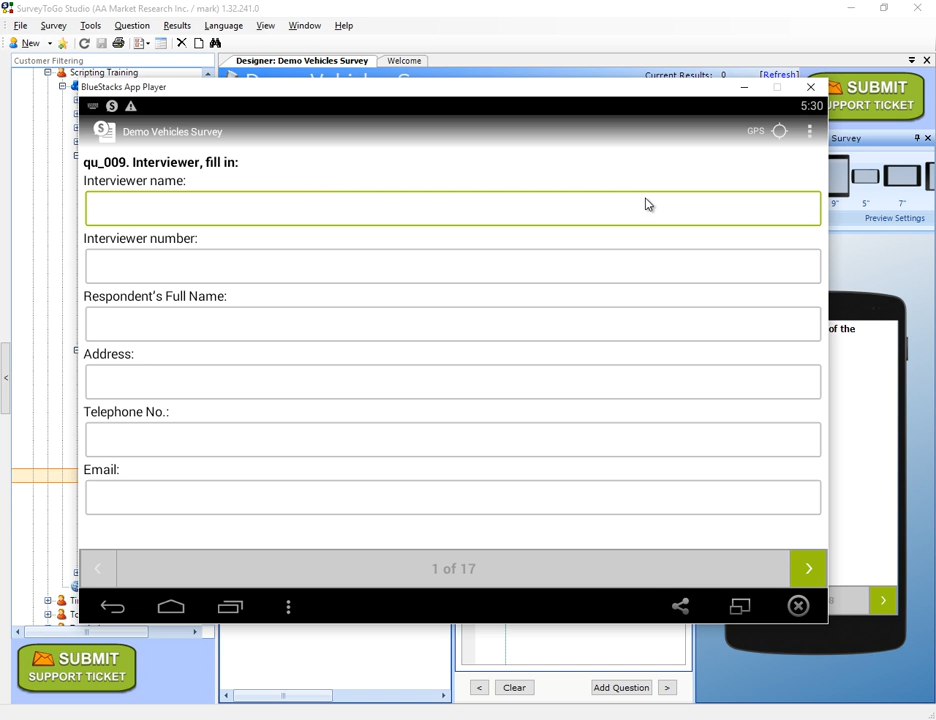 SurveyToGo Studio (AA Market Research Inc. / mark) 1.32.241.0
File Survey Tools Question Results Language View Window Help
New
Customer Filtering
Designer: Demo Vehicles Survey Welcome
Scripting Training
Current Results: 0 [Refresh]
SUBMIT
SUPPORT TICKET
BlueStacks App Player
5:30
Demo Vehicles Survey
GPS
Survey
9" 5" 7"
Preview Settings
qu_009. Interviewer, fill in:
Interviewer name:
Interviewer number:
Respondent's Full Name:
of the
Address:
Telephone No.:
Email:
< 1 of 17 >
8 >
SUBMIT
SUPPORT TICKET
< Clear Add Question >